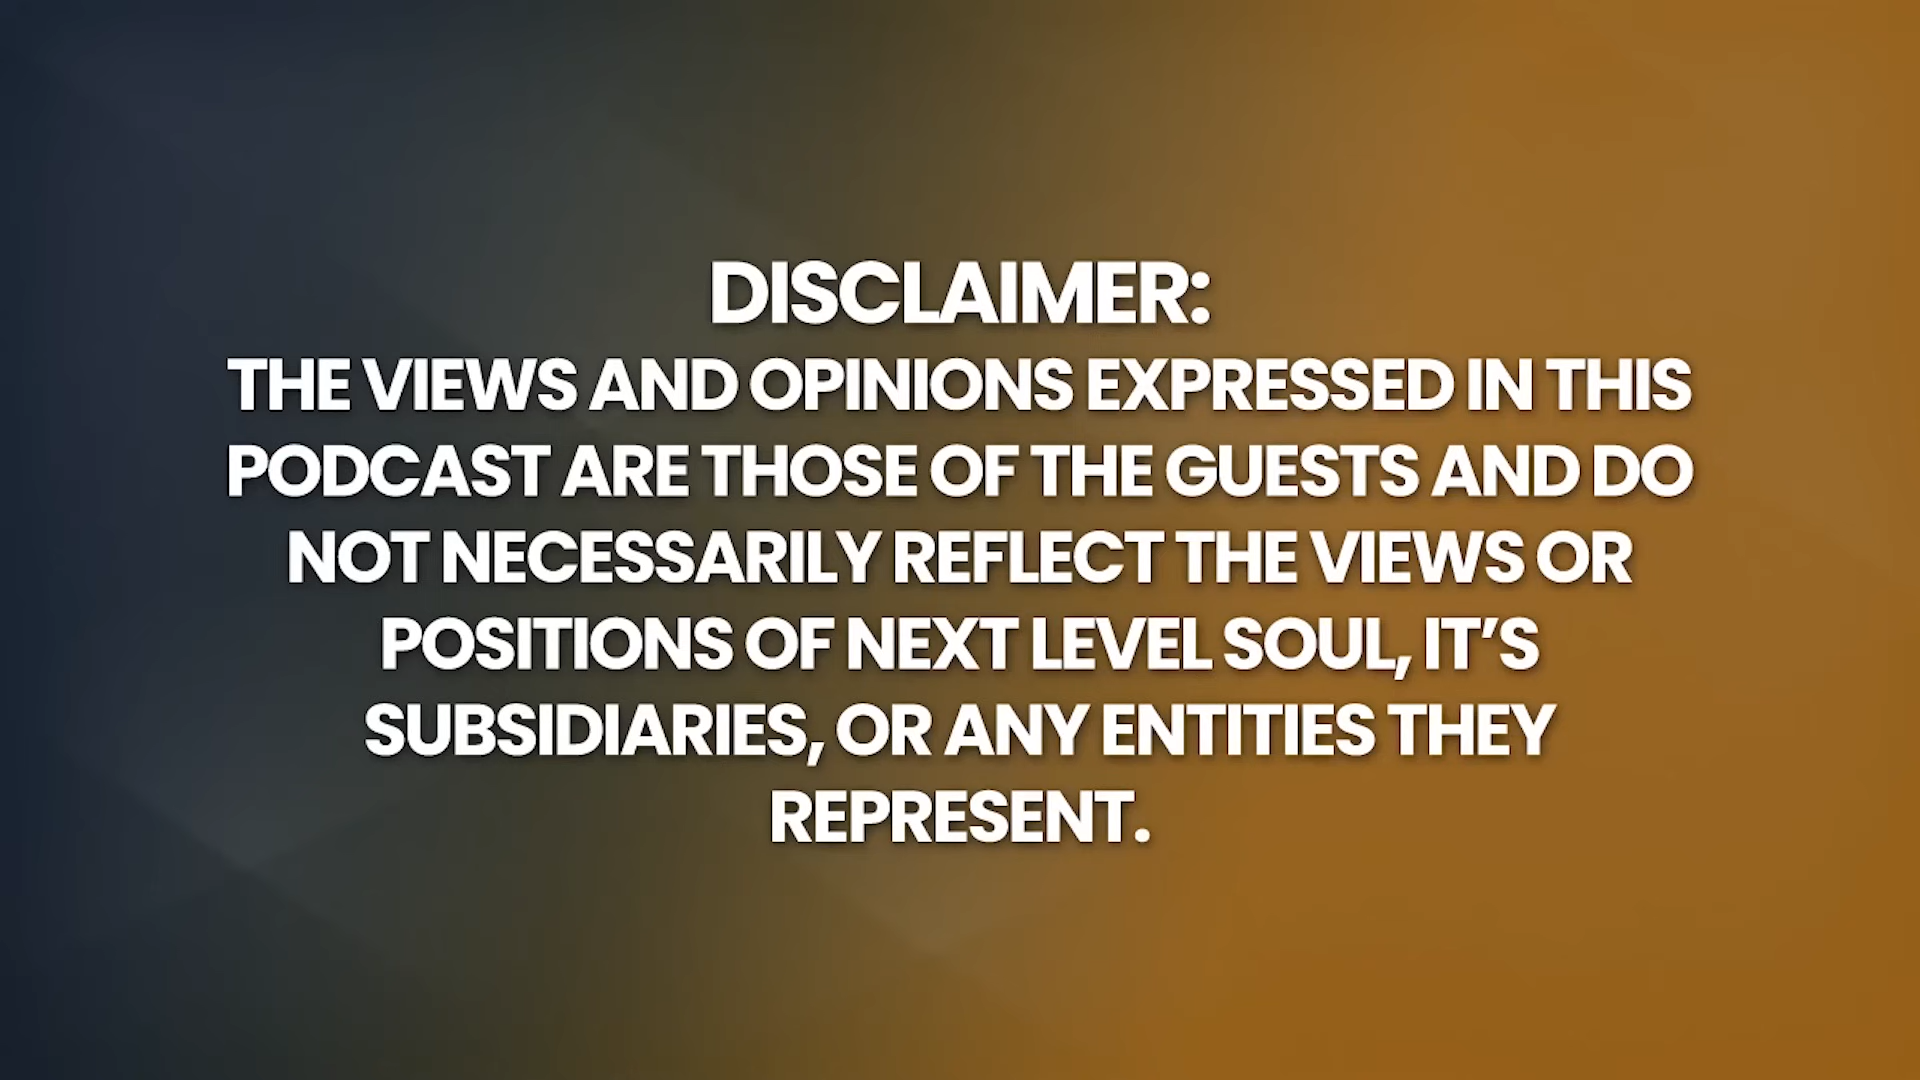 DISCLAIMER:
THE VIEWS AND OPINIONS EXPRESSED IN THIS
PODCAST ARE THOSE OF THE GUESTS AND DO
NOT NECESSARILY REFLECT THE VIEWS OR
POSITIONS OF NEXT LEVEL SOUL, IT’S
SUBSIDIARIES, OR ANY ENTITIES THEY
REPRESENT.